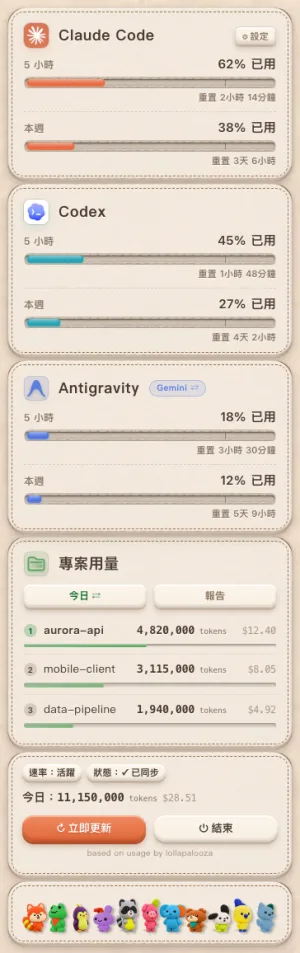 Claude Code
⚙ 設定
5 小時 62% 已用
重置 2小時 14分鐘
本週 38% 已用
重置 3天 6小時
Codex
5 小時 45% 已用
重置 1小時 48分鐘
本週 27% 已用
重置 4天 2小時
Antigravity Gemini ⇄
5 小時 18% 已用
重置 3小時 30分鐘
本週 12% 已用
重置 5天 9小時
專案用量
今日 ⇄ 報告
1 aurora-api 4,820,000 tokens $12.40
2 mobile-client 3,115,000 tokens $8.05
3 data-pipeline 1,940,000 tokens $4.92
速率：活躍 狀態：✓ 已同步
今日：11,150,000 tokens $28.51
↻ 立即更新 ⏻ 結束
based on usage by lollapalooza